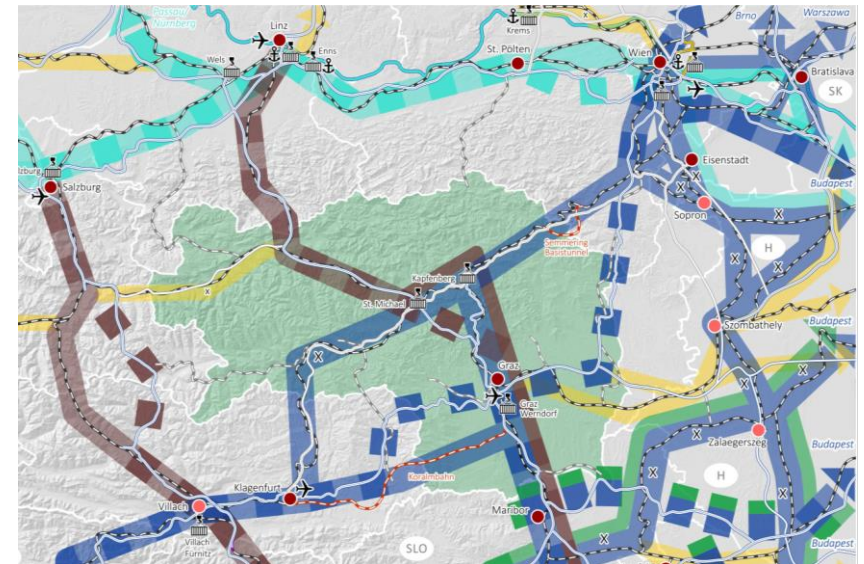 Passau
Nürnberg
Linz
Krems
Brno
Warszawa
Wels
Enns
St. Pölten
Wien
Bratislava
SK
lzburg
Salzburg
Eisenstadt
Budapest
Sopron
Semmering
Basistunnel
H
X
X
X
X
X
X
Kapfenberg
St. Michael
X
Szombathely
Budapest
X
X
Graz
Graz
Werndorf
Zalaegerszeg
Budapest
X
H
Koralmbahn
Klagenfurt
Villach
Villach
Fürnitz
Maribor
SLO
X
Budapest